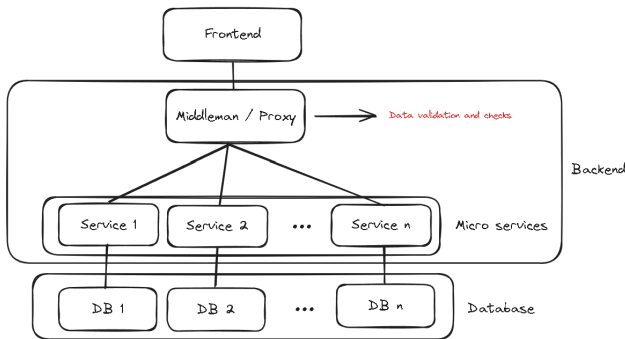 Frontend
Middleman / Proxy
Data validation and checks
Backend
Service 1
Service 2
...
Service n
Micro services
DB 1
DB 2
...
DB n
Database